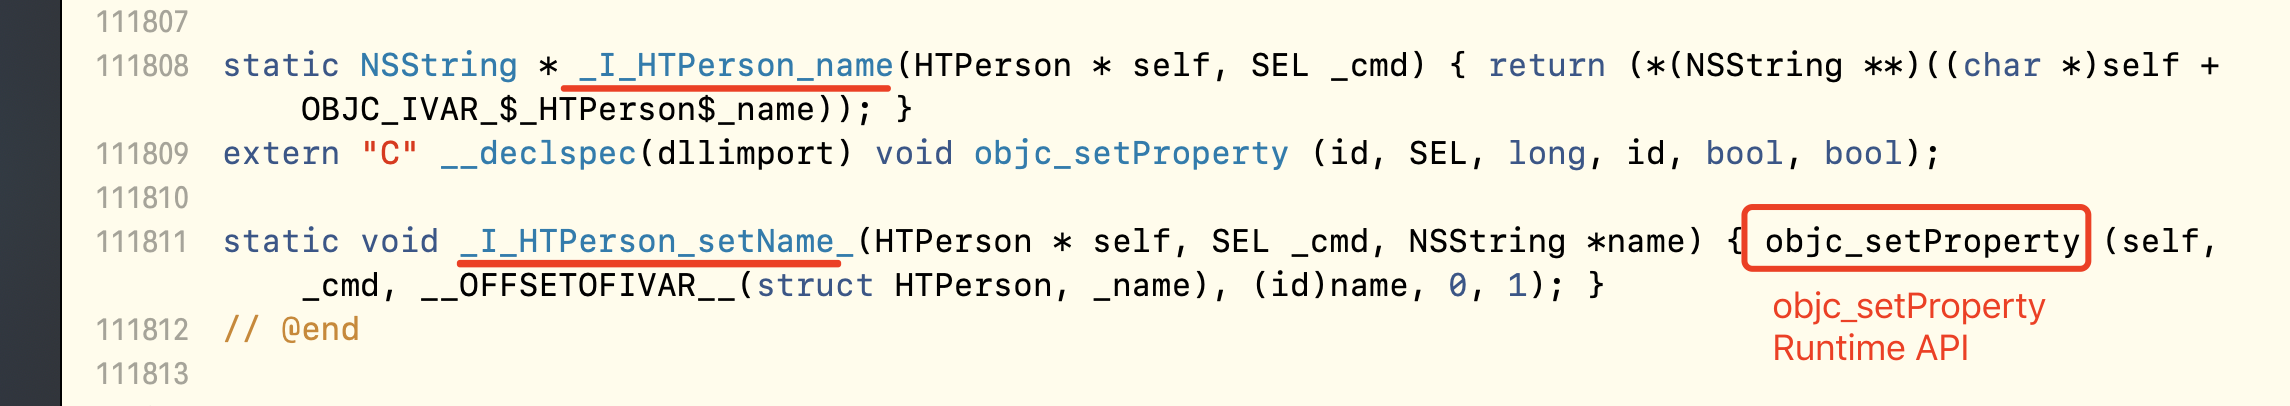 111807
111808 static NSString * _I_HTPerson_name(HTPerson * self, SEL _cmd) { return (*(NSString **)((char *)self +
OBJC_IVAR_$_HTPerson$_name)); }
111809 extern "C" __declspec(dllimport) void objc_setProperty (id, SEL, long, id, bool, bool);
111810
111811 static void _I_HTPerson_setName_(HTPerson * self, SEL _cmd, NSString *name) { objc_setProperty (self,
_cmd, __OFFSETOFIVAR__(struct HTPerson, _name), (id)name, 0, 1); }
objc_setProperty
Runtime API
111812 // @end
111813